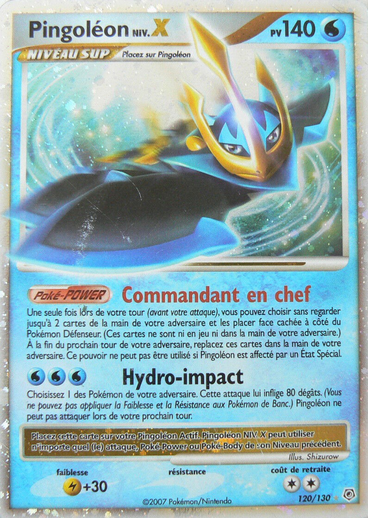 Pingoléon NIV.X PV140
NIVEAU SUP Placez sur Pingoléon
Poké-POWER Commandant en chef
Une seule fois lors de votre tour (avant votre attaque), vous pouvez choisir sans regarder
jusqu'à 2 cartes de la main de votre adversaire et les placer face cachée à côté du
Pokémon Défenseur. (Ces cartes ne sont ni en jeu ni dans la main de votre adversaire.)
À la fin du prochain tour de votre adversaire, replacez ces cartes dans la main de votre
adversaire. Ce pouvoir ne peut pas être utilisé si Pingoléon est affecté par un État Spécial.
Hydro-impact
Choisissez 1 des Pokémon de votre adversaire. Cette attaque lui inflige 80 dégâts. (Vous
ne pouvez pas appliquer la Faiblesse et la Résistance aux Pokémon de Banc.) Pingoléon ne
peut pas attaquer lors de votre prochain tour.
Placez cette carte sur votre Pingoléon Actif. Pingoléon NIV.X peut utiliser
n'importe quel(le) attaque, Poké-Power ou Poké-Body de son Niveau précédent.
Illus. Shizurow
faiblesse résistance coût de retraite
+30
©2007 Pokémon/Nintendo 120/130